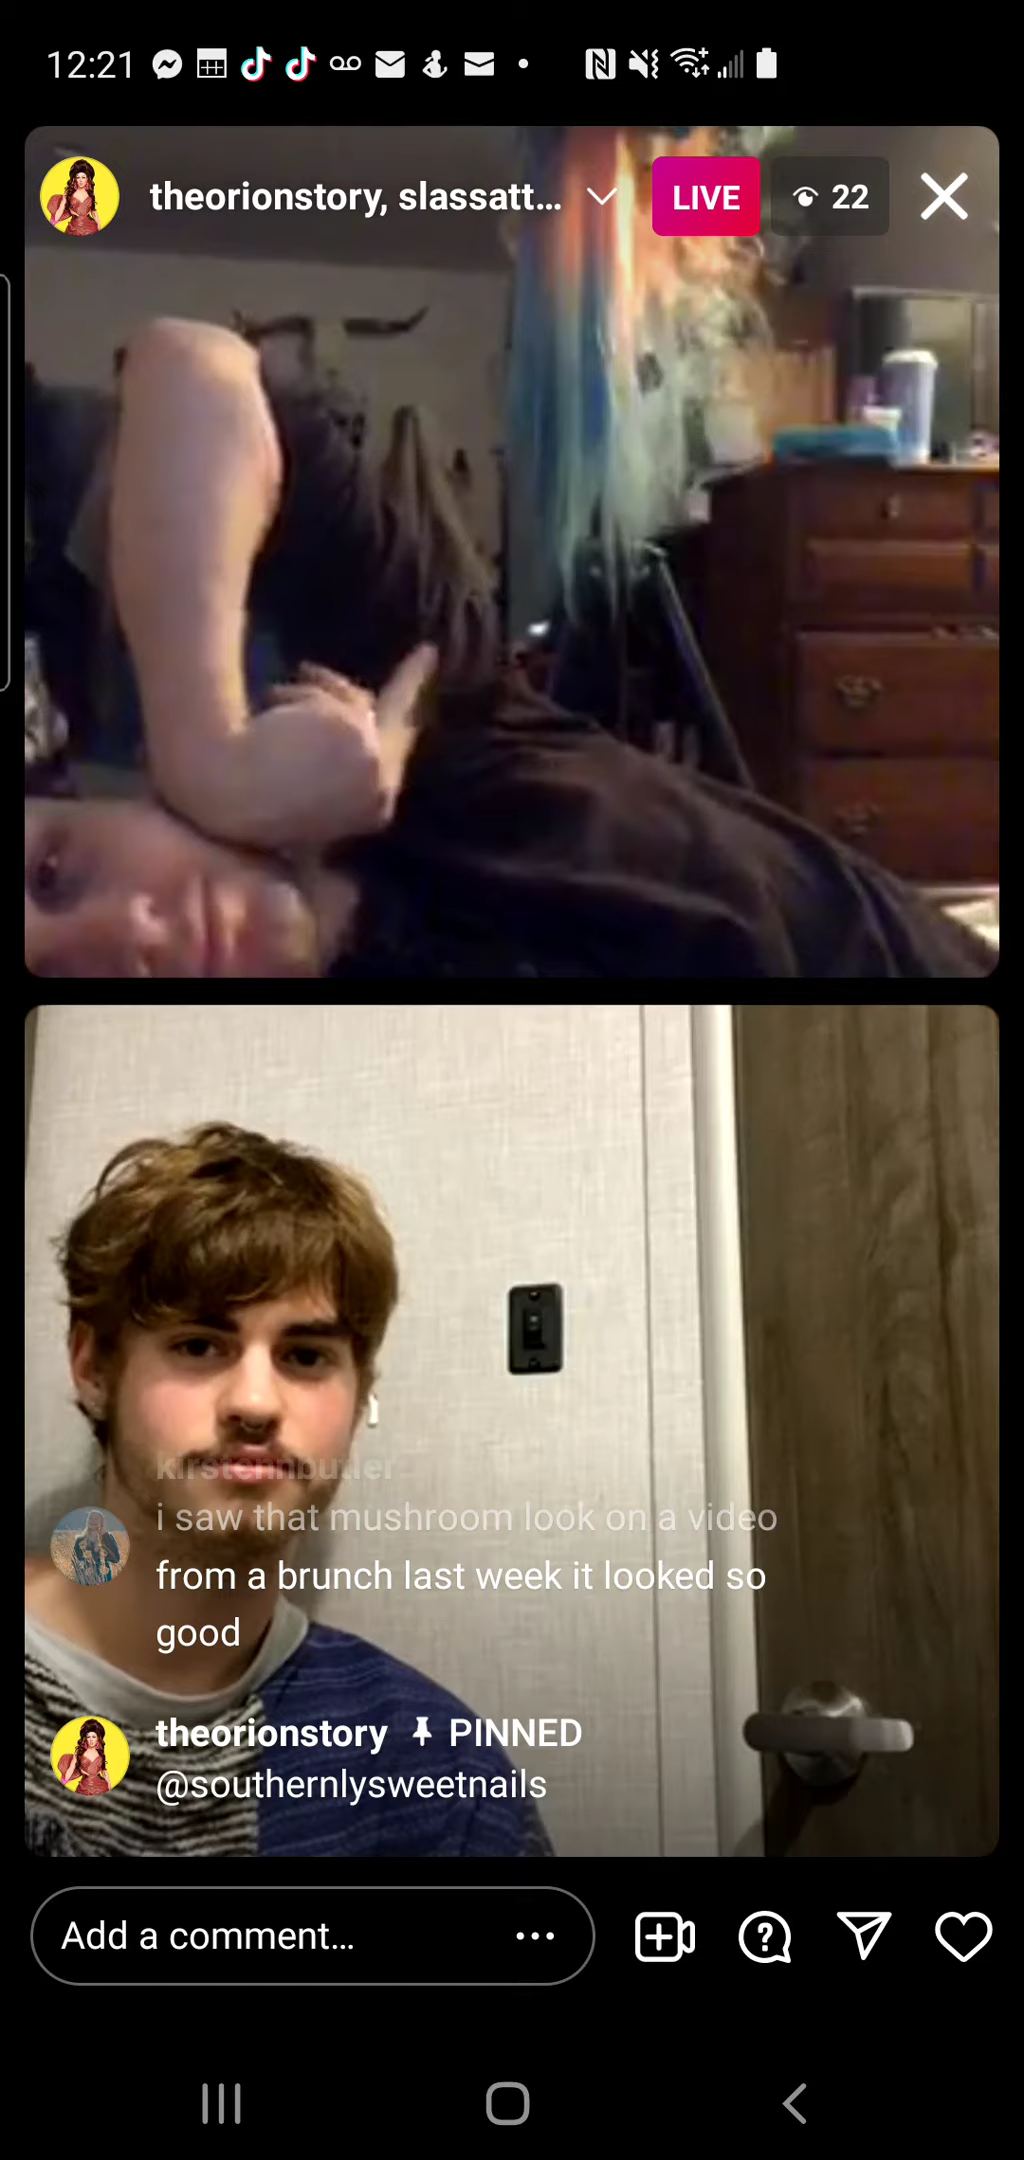 12:21
theorionstory, slassatt...
LIVE
22
kirstennbutler
i saw that mushroom look on a video
from a brunch last week it looked so
good
theorionstory PINNED
@southernlysweetnails
Add a comment...